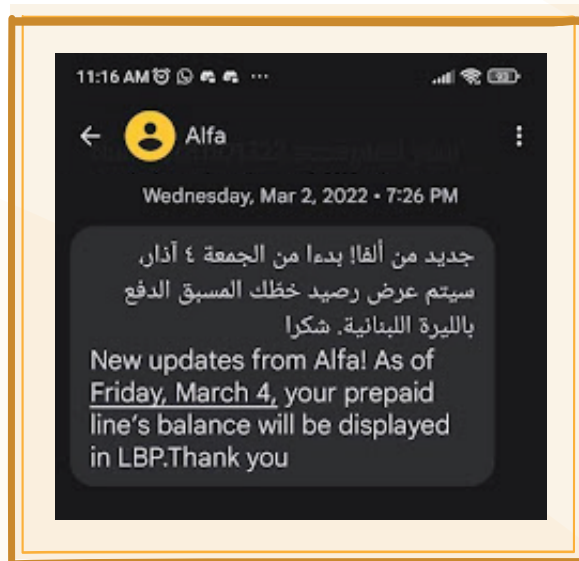 11:16 AM ...
93
Alfa
Wednesday, Mar 2, 2022 • 7:26 PM
جديد من ألفا! بدءا من الجمعة ٤ آذار،
سيتم عرض رصيد خطك المسبق الدفع
بالليرة اللبنانية. شكرا
New updates from Alfa! As of
Friday, March 4, your prepaid
line's balance will be displayed
in LBP.Thank you